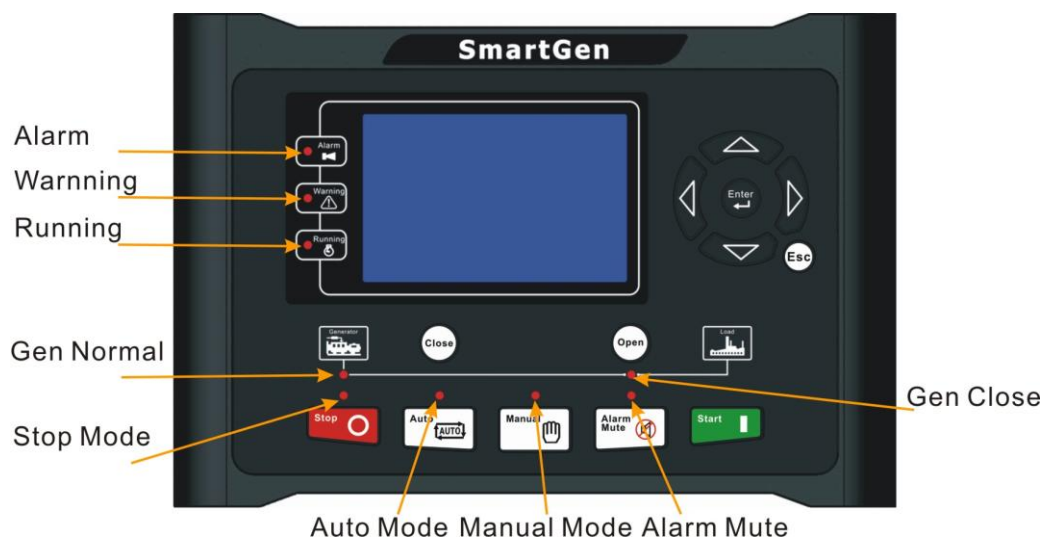 SmartGen
Alarm
Alarm
Warnning
Warning
Running
Running
Enter
Esc
Generator
Close
Open
Load
Gen Normal
Gen Close
Stop Mode
Stop
Auto
AUTO
Manual
Alarm
Mute
Start
Auto Mode
Manual Mode
Alarm Mute